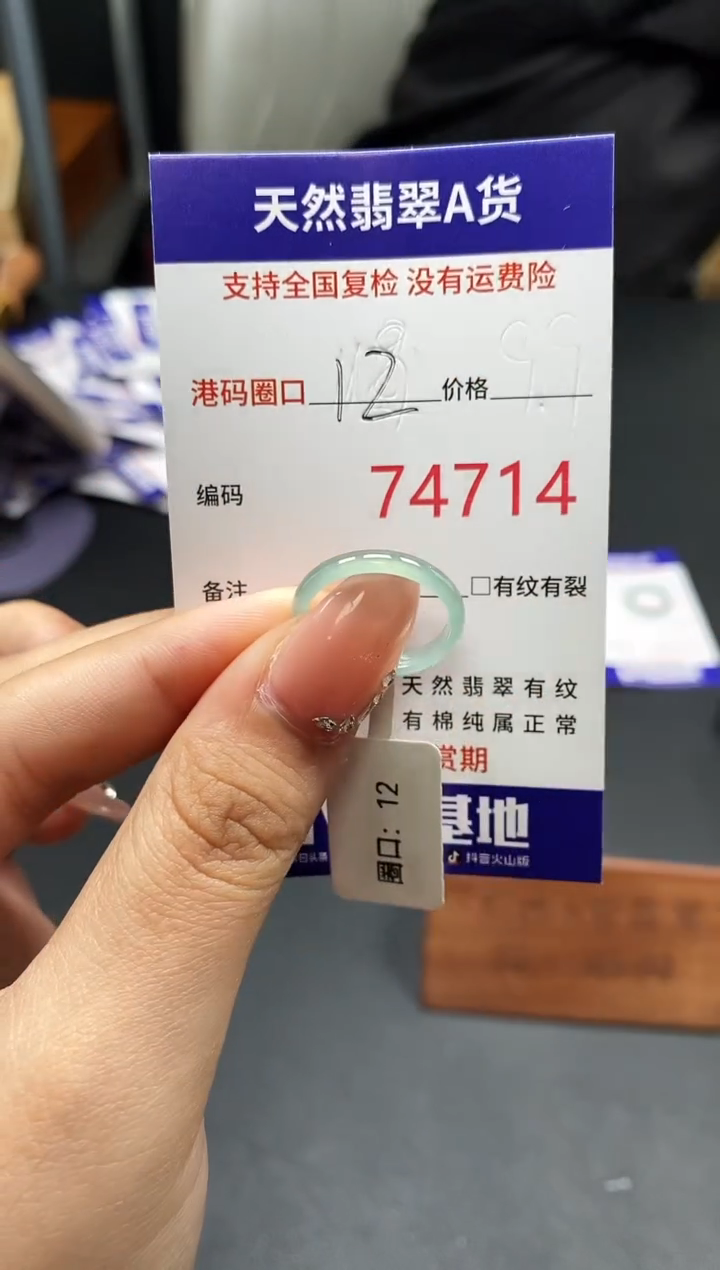 天然翡翠A货
支持全国复检 没有运费险
港码圈口 12 价格
编码 74714
备注 □有纹有裂
天然翡翠有纹
有棉纯属正常
赏期
基地
日头条 抖音火山版
圈口：12